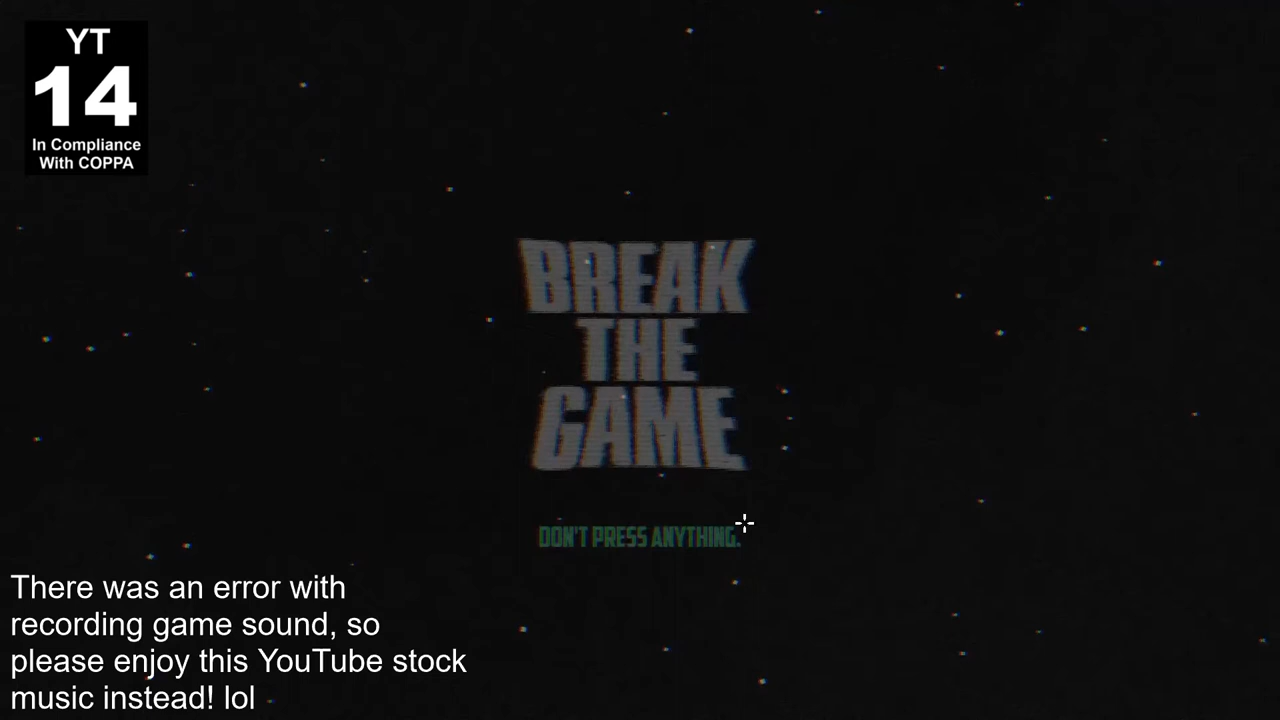 YT
14
In Compliance
With COPPA
BREAK
THE
GAME
DON'T PRESS ANYTHING.
There was an error with
recording game sound, so
please enjoy this YouTube stock
music instead! lol